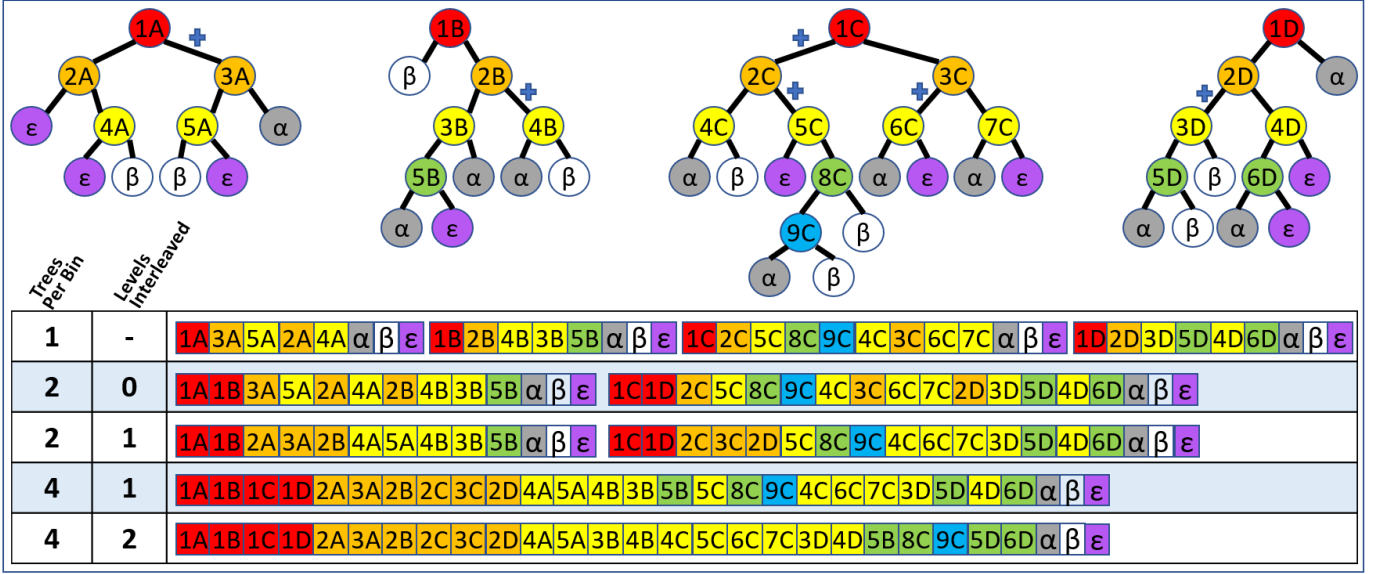 1A 1B 1C 1D
2A 3A β 2B 2C 3C 2D α
ε 4A 5A α 3B 4B 4C 5C 6C 7C 3D 4D
ε β β ε 5B α α β α β ε 8C α ε α ε 5D β 6D ε
α ε 9C β α β α ε
α β
Trees Per Bin
Levels Interleaved
1 - 1A 3A 5A 2A 4A α β ε 1B 2B 4B 3B 5B α β ε 1C 2C 5C 8C 9C 4C 3C 6C 7C α β ε 1D 2D 3D 5D 4D 6D α β ε
2 0 1A 1B 3A 5A 2A 4A 2B 4B 3B 5B α β ε 1C 1D 2C 5C 8C 9C 4C 3C 6C 7C 2D 3D 5D 4D 6D α β ε
2 1 1A 1B 2A 3A 2B 4A 5A 4B 3B 5B α β ε 1C 1D 2C 3C 2D 5C 8C 9C 4C 6C 7C 3D 5D 4D 6D α β ε
4 1 1A 1B 1C 1D 2A 3A 2B 2C 3C 2D 4A 5A 4B 3B 5B 5C 8C 9C 4C 6C 7C 3D 5D 4D 6D α β ε
4 2 1A 1B 1C 1D 2A 3A 2B 2C 3C 2D 4A 5A 3B 4B 4C 5C 6C 7C 3D 4D 5B 8C 9C 5D 6D α β ε